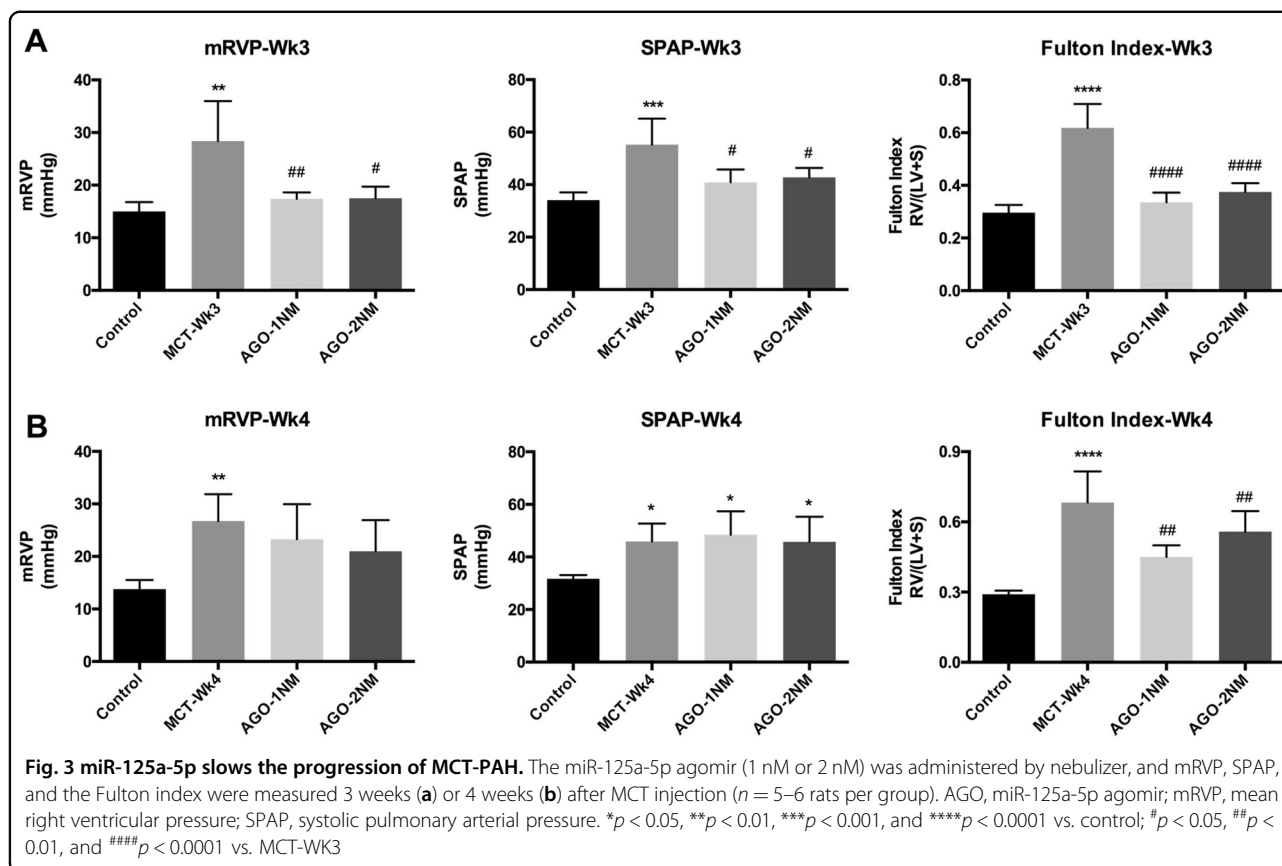 A
mRVP-Wk3
SPAP-Wk3
Fulton Index-Wk3
mRVP
(mmHg)
40
30
20
10
0
**
##
#
Control
MCT-Wk3
AGO-1NM
AGO-2NM
SPAP
(mmHg)
80
60
40
20
0
***
#
#
Control
MCT-Wk3
AGO-1NM
AGO-2NM
Fulton Index
RV/(LV+S)
0.8
0.6
0.4
0.2
0.0
****
####
####
Control
MCT-Wk3
AGO-1NM
AGO-2NM
B
mRVP-Wk4
SPAP-Wk4
Fulton Index-Wk4
mRVP
(mmHg)
40
30
20
10
0
**
Control
MCT-Wk4
AGO-1NM
AGO-2NM
SPAP
(mmHg)
80
60
40
20
0
*
*
*
Control
MCT-Wk4
AGO-1NM
AGO-2NM
Fulton Index
RV/(LV+S)
0.9
0.6
0.3
0.0
****
##
##
Control
MCT-Wk4
AGO-1NM
AGO-2NM
Fig. 3 miR-125a-5p slows the progression of MCT-PAH. The miR-125a-5p agomir (1 nM or 2 nM) was administered by nebulizer, and mRVP, SPAP,
and the Fulton index were measured 3 weeks (a) or 4 weeks (b) after MCT injection (n = 5–6 rats per group). AGO, miR-125a-5p agomir; mRVP, mean
right ventricular pressure; SPAP, systolic pulmonary arterial pressure. *p < 0.05, **p < 0.01, ***p < 0.001, and ****p < 0.0001 vs. control; #p < 0.05, ##p <
0.01, and ####p < 0.0001 vs. MCT-WK3